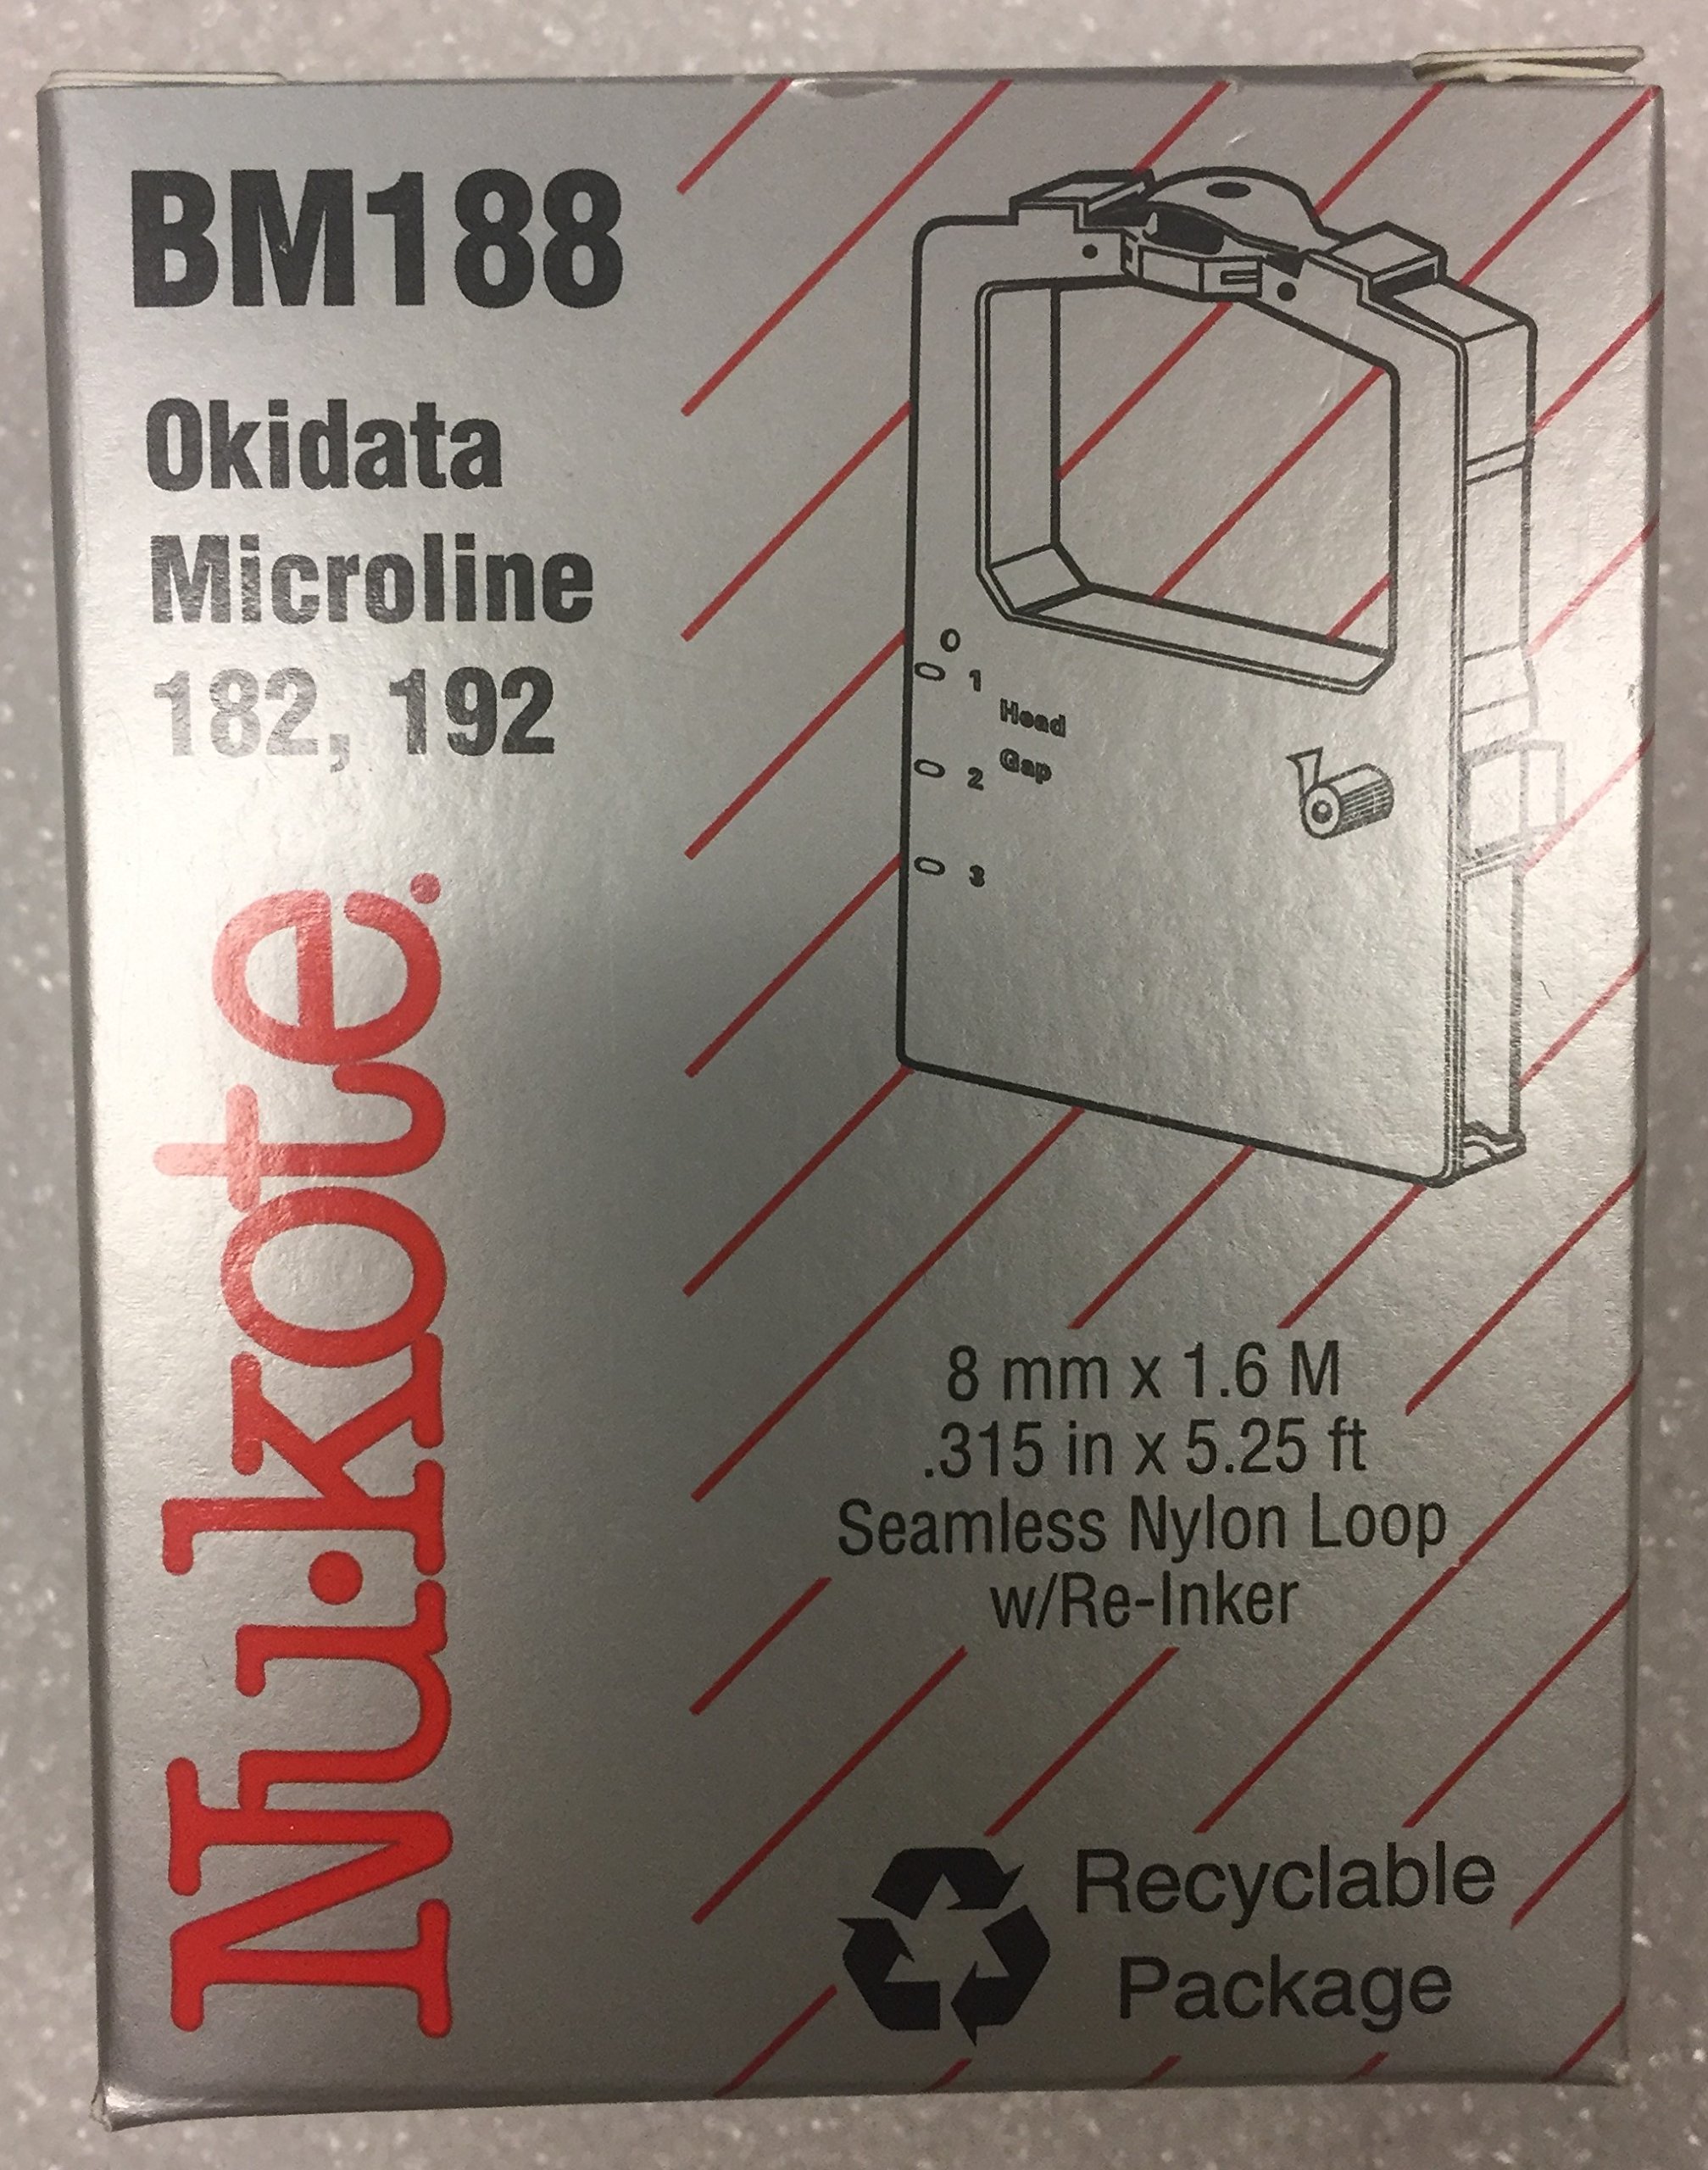 BM188
Okidata
Microline
182, 192
Nu·kote.
0
1
Head
2
Gap
3
8 mm x 1.6 M
.315 in x 5.25 ft
Seamless Nylon Loop
w/Re-Inker
Recyclable
Package